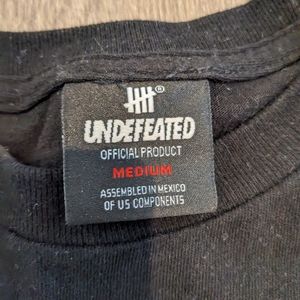 ®
UNDEFEATED
OFFICIAL PRODUCT
MEDIUM
ASSEMBLED IN MEXICO
OF US COMPONENTS